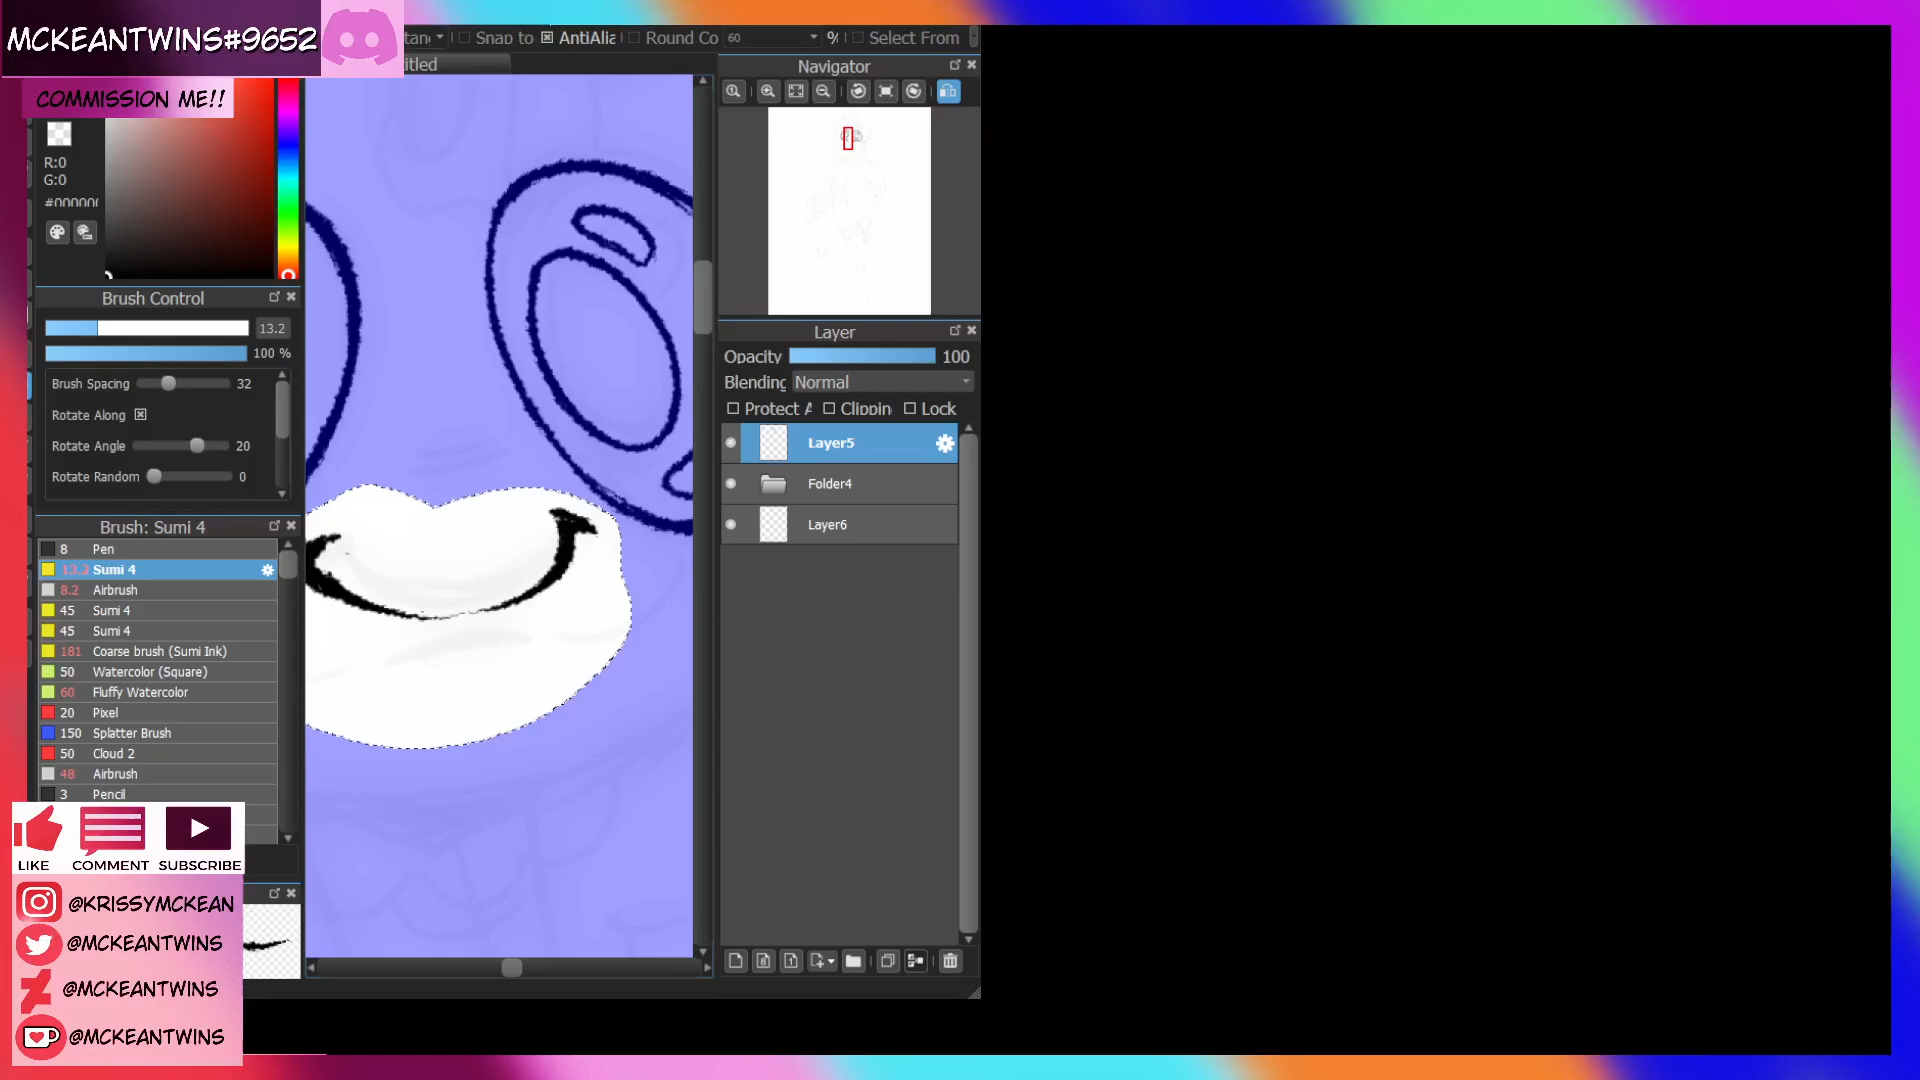 MCKEANTWINS#9652
COMMISSION ME!!
Snap to
AntiAlia
Round Co
60
%
Select From
R:0
G:0
#000000
Brush Control
13.2
100 %
Brush Spacing 32
Rotate Along
Rotate Angle 20
Rotate Random 0
Brush: Sumi 4
8 Pen
13.2 Sumi 4
8.2 Airbrush
45 Sumi 4
45 Sumi 4
181 Coarse brush (Sumi Ink)
50 Watercolor (Square)
60 Fluffy Watercolor
20 Pixel
150 Splatter Brush
50 Cloud 2
48 Airbrush
3 Pencil
LIKE COMMENT SUBSCRIBE
@KRISSYMCKEAN
@MCKEANTWINS
@MCKEANTWINS
@MCKEANTWINS
Navigator
Layer
Opacity 100
Blending Normal
Protect A Clippin Lock
Layer5
Folder4
Layer6